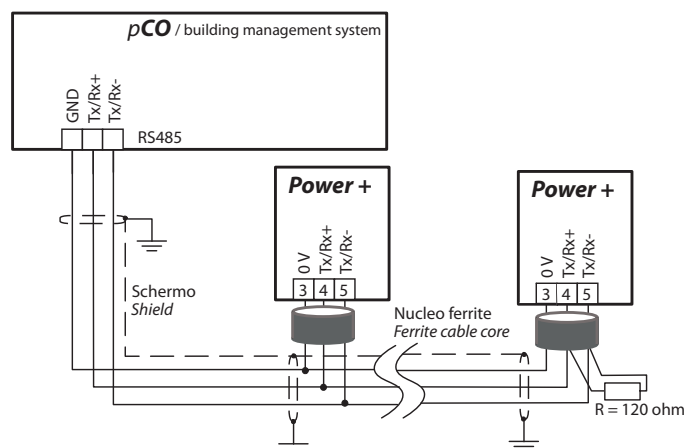 pCO / building management system
GND
Tx/Rx+
Tx/Rx-
RS485
Power +
0 V
Tx/Rx+
Tx/Rx-
3 4 5
Power +
0 V
Tx/Rx+
Tx/Rx-
3 4 5
Schermo
Shield
Nucleo ferrite
Ferrite cable core
R = 120 ohm